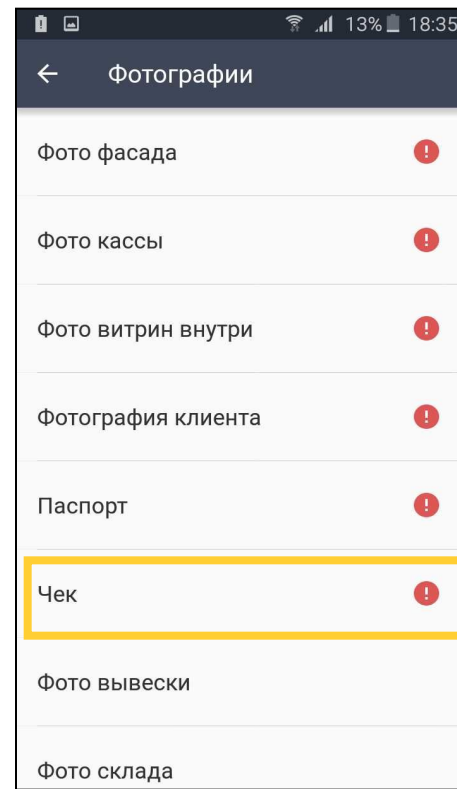 13% 18:35
Фотографии
Фото фасада
Фото кассы
Фото витрин внутри
Фотография клиента
Паспорт
Чек
Фото вывески
Фото склада